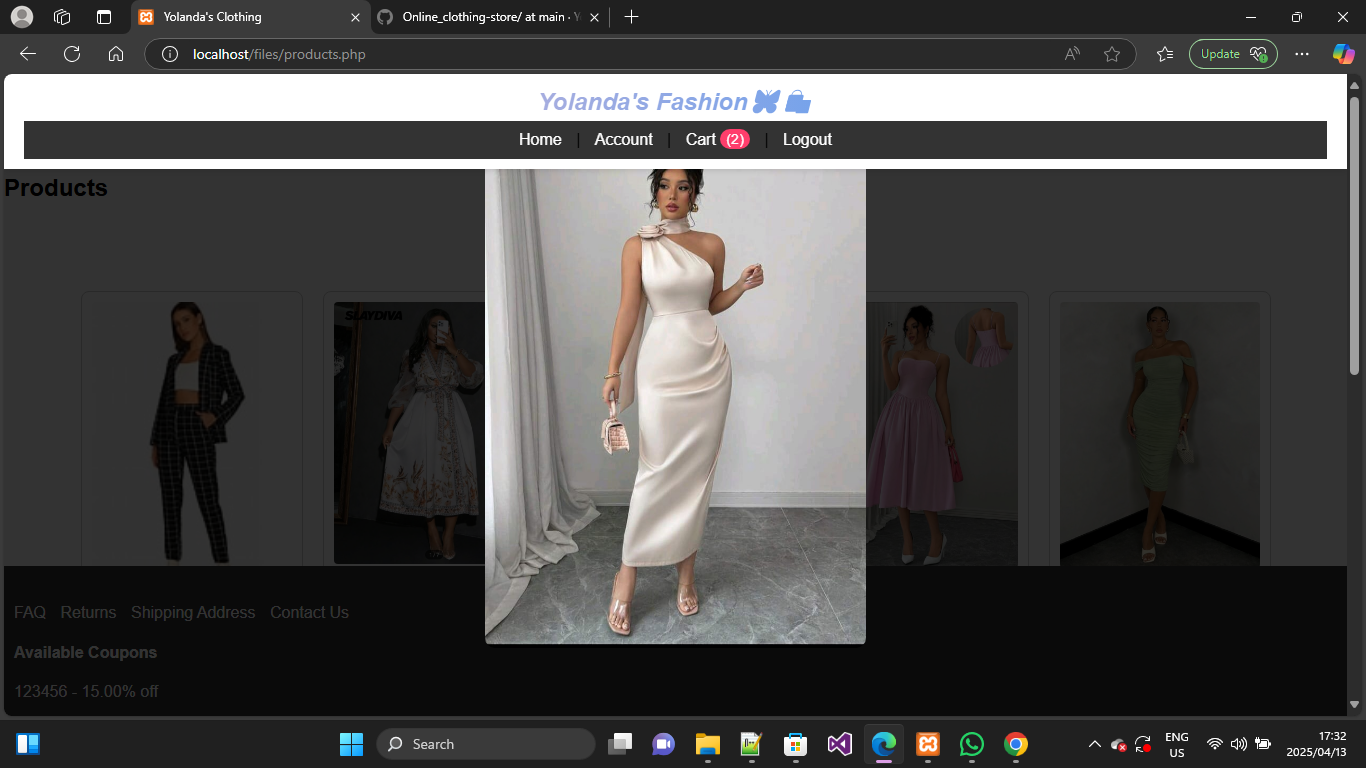 Yolanda's Clothing
Online_clothing-store/ at main ·
localhost/files/products.php
Update
Yolanda's Fashion
Home | Account | Cart (2) | Logout
Products
SLAYDIVA
FAQ Returns Shipping Address Contact Us
Available Coupons
123456 - 15.00% off
Search
ENG
US
17:32
2025/04/13